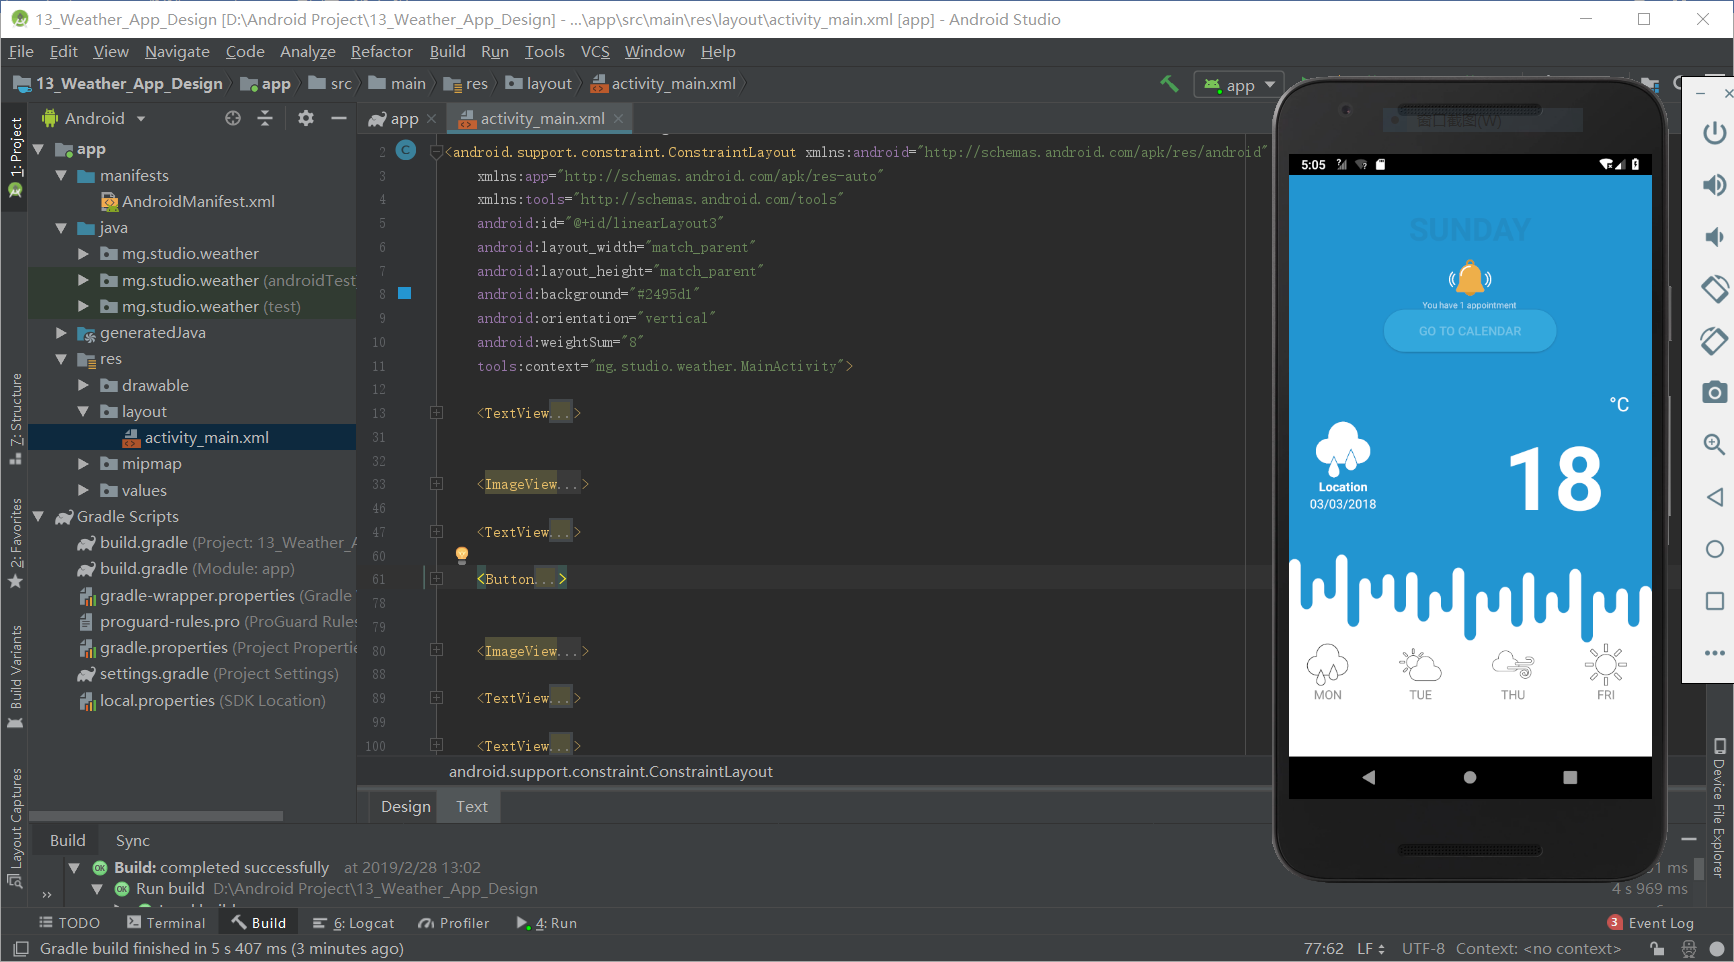 13_Weather_App_Design [D:\Android Project\13_Weather_App_Design] - ...\app\src\main\res\layout\activity_main.xml [app] - Android Studio
File Edit View Navigate Code Analyze Refactor Build Run Tools VCS Window Help
13_Weather_App_Design app src main res layout activity_main.xml
app
Android
app
activity_main.xml
1: Project
7: Structure
2: Favorites
Build Variants
Layout Captures
app
manifests
AndroidManifest.xml
java
mg.studio.weather
mg.studio.weather (androidTest
mg.studio.weather (test)
generatedJava
res
drawable
layout
activity_main.xml
mipmap
values
Gradle Scripts
build.gradle (Project: 13_Weather_A
build.gradle (Module: app)
gradle-wrapper.properties (Gradle
proguard-rules.pro (ProGuard Rules
gradle.properties (Project Propertie
settings.gradle (Project Settings)
local.properties (SDK Location)
2 C <android.support.constraint.ConstraintLayout xmlns:android="http://schemas.android.com/apk/res/android"
3 xmlns:app="http://schemas.android.com/apk/res-auto"
4 xmlns:tools="http://schemas.android.com/tools"
5 android:id="@+id/linearLayout3"
6 android:layout_width="match_parent"
7 android:layout_height="match_parent"
8 android:background="#2495d1"
9 android:orientation="vertical"
10 android:weightSum="8"
11 tools:context="mg.studio.weather.MainActivity">
12
13 <TextView...>
31
32
33 <ImageView...>
46
47 <TextView...>
60
61 <Button...>
78
79
80 <ImageView...>
88
89 <TextView...>
99
100 <TextView...>
android.support.constraint.ConstraintLayout
Design Text
窗口截图(W)
5:05
SUNDAY
You have 1 appointment
GO TO CALENDAR
°C
18
Location
03/03/2018
MON TUE THU FRI
Device File Explorer
Build Sync
OK Build: completed successfully at 2019/2/28 13:02
OK Run build D:\Android Project\13_Weather_App_Design
1 ms
4 s 969 ms
TODO Terminal Build 6: Logcat Profiler 4: Run
3 Event Log
Gradle build finished in 5 s 407 ms (3 minutes ago)
77:62 LF UTF-8 Context: <no context>